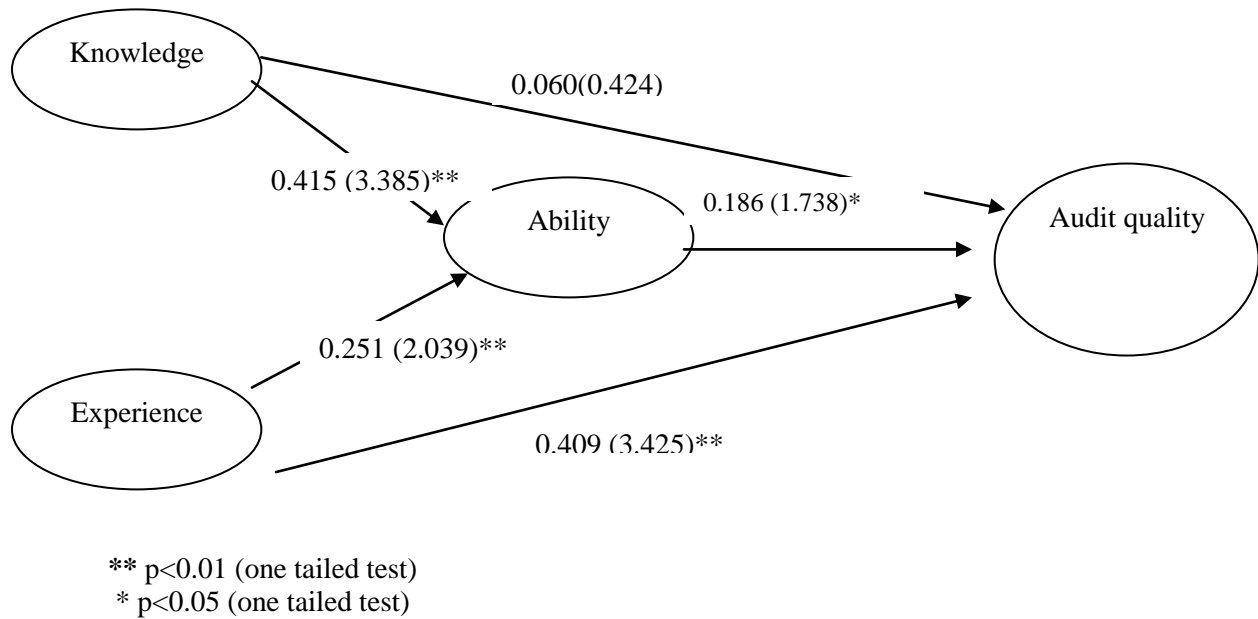 Knowledge
0.060(0.424)
0.415 (3.385)**
0.186 (1.738)*
Ability
Audit quality
0.251 (2.039)**
Experience
0.409 (3.425)**
** p<0.01 (one tailed test)
* p<0.05 (one tailed test)